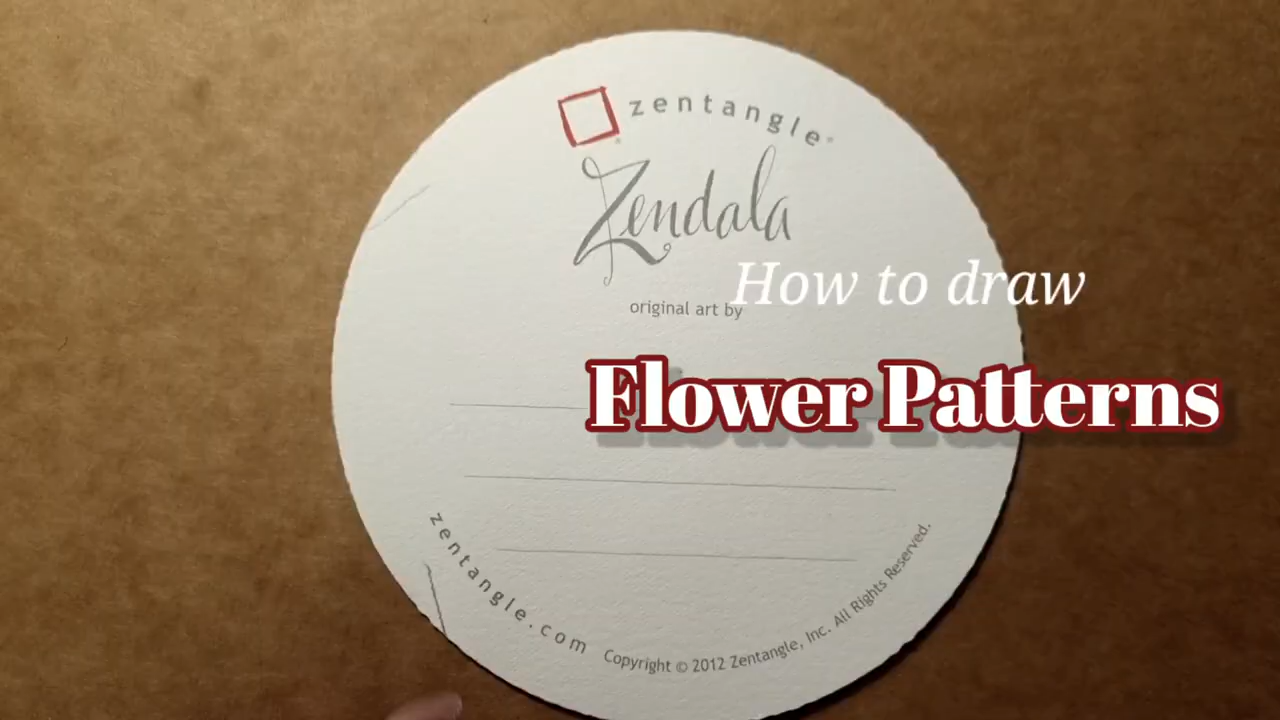 zentangle®
Zendala
How to draw
original art by
Flower Patterns
zentangle.com
Copyright © 2012 Zentangle, Inc. All Rights Reserved.